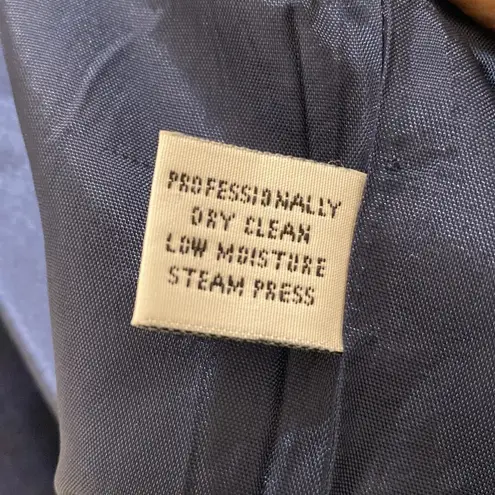 PROFESSIONALLY
DRY CLEAN
LOW MOISTURE
STEAM PRESS